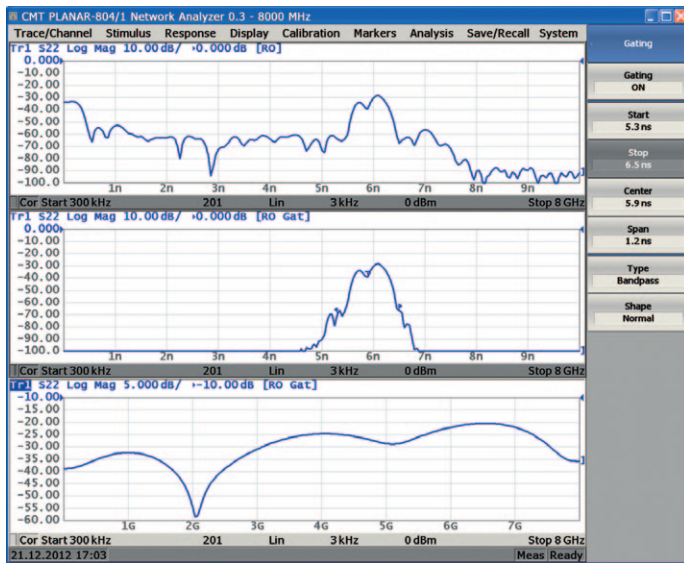 CMT PLANAR-804/1 Network Analyzer 0.3 - 8000 MHz
Trace/Channel Stimulus Response Display Calibration Markers Analysis Save/Recall System
Tr1 S22 Log Mag 10.00dB/ ▸0.000dB [RO]
0.000
-10.00
-20.00
-30.00
-40.00
-50.00
-60.00
-70.00
-80.00
-90.00
-100.0
1n 2n 3n 4n 5n 6n 7n 8n 9n
Cor Start 300 kHz 201 Lin 3 kHz 0 dBm Stop 8 GHz
Tr1 S22 Log Mag 10.00dB/ ▸0.000dB [RO Gat]
0.000
-10.00
-20.00
-30.00
-40.00
-50.00
-60.00
-70.00
-80.00
-90.00
-100.0
1n 2n 3n 4n 5n 6n 7n 8n 9n
Cor Start 300 kHz 201 Lin 3 kHz 0 dBm Stop 8 GHz
Tr1 S22 Log Mag 5.000dB/ ▸-10.00dB [RO Gat]
-10.00
-15.00
-20.00
-25.00
-30.00
-35.00
-40.00
-45.00
-50.00
-55.00
-60.00
1G 2G 3G 4G 5G 6G 7G
Cor Start 300 kHz 201 Lin 3 kHz 0 dBm Stop 8 GHz
21.12.2012 17:03 Meas Ready
Gating
Gating
ON
Start
5.3 ns
Stop
6.5 ns
Center
5.9 ns
Span
1.2 ns
Type
Bandpass
Shape
Normal